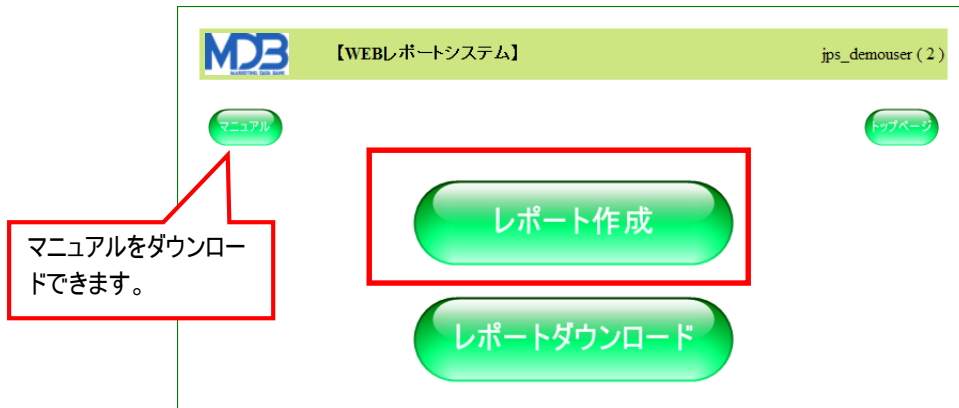 MDB
MARKETING DATA BANK
【WEBレポートシステム】
jps_demouser ( 2 )
マニュアル
トップページ
レポート作成
マニュアルをダウンロー
ドできます。
レポートダウンロード